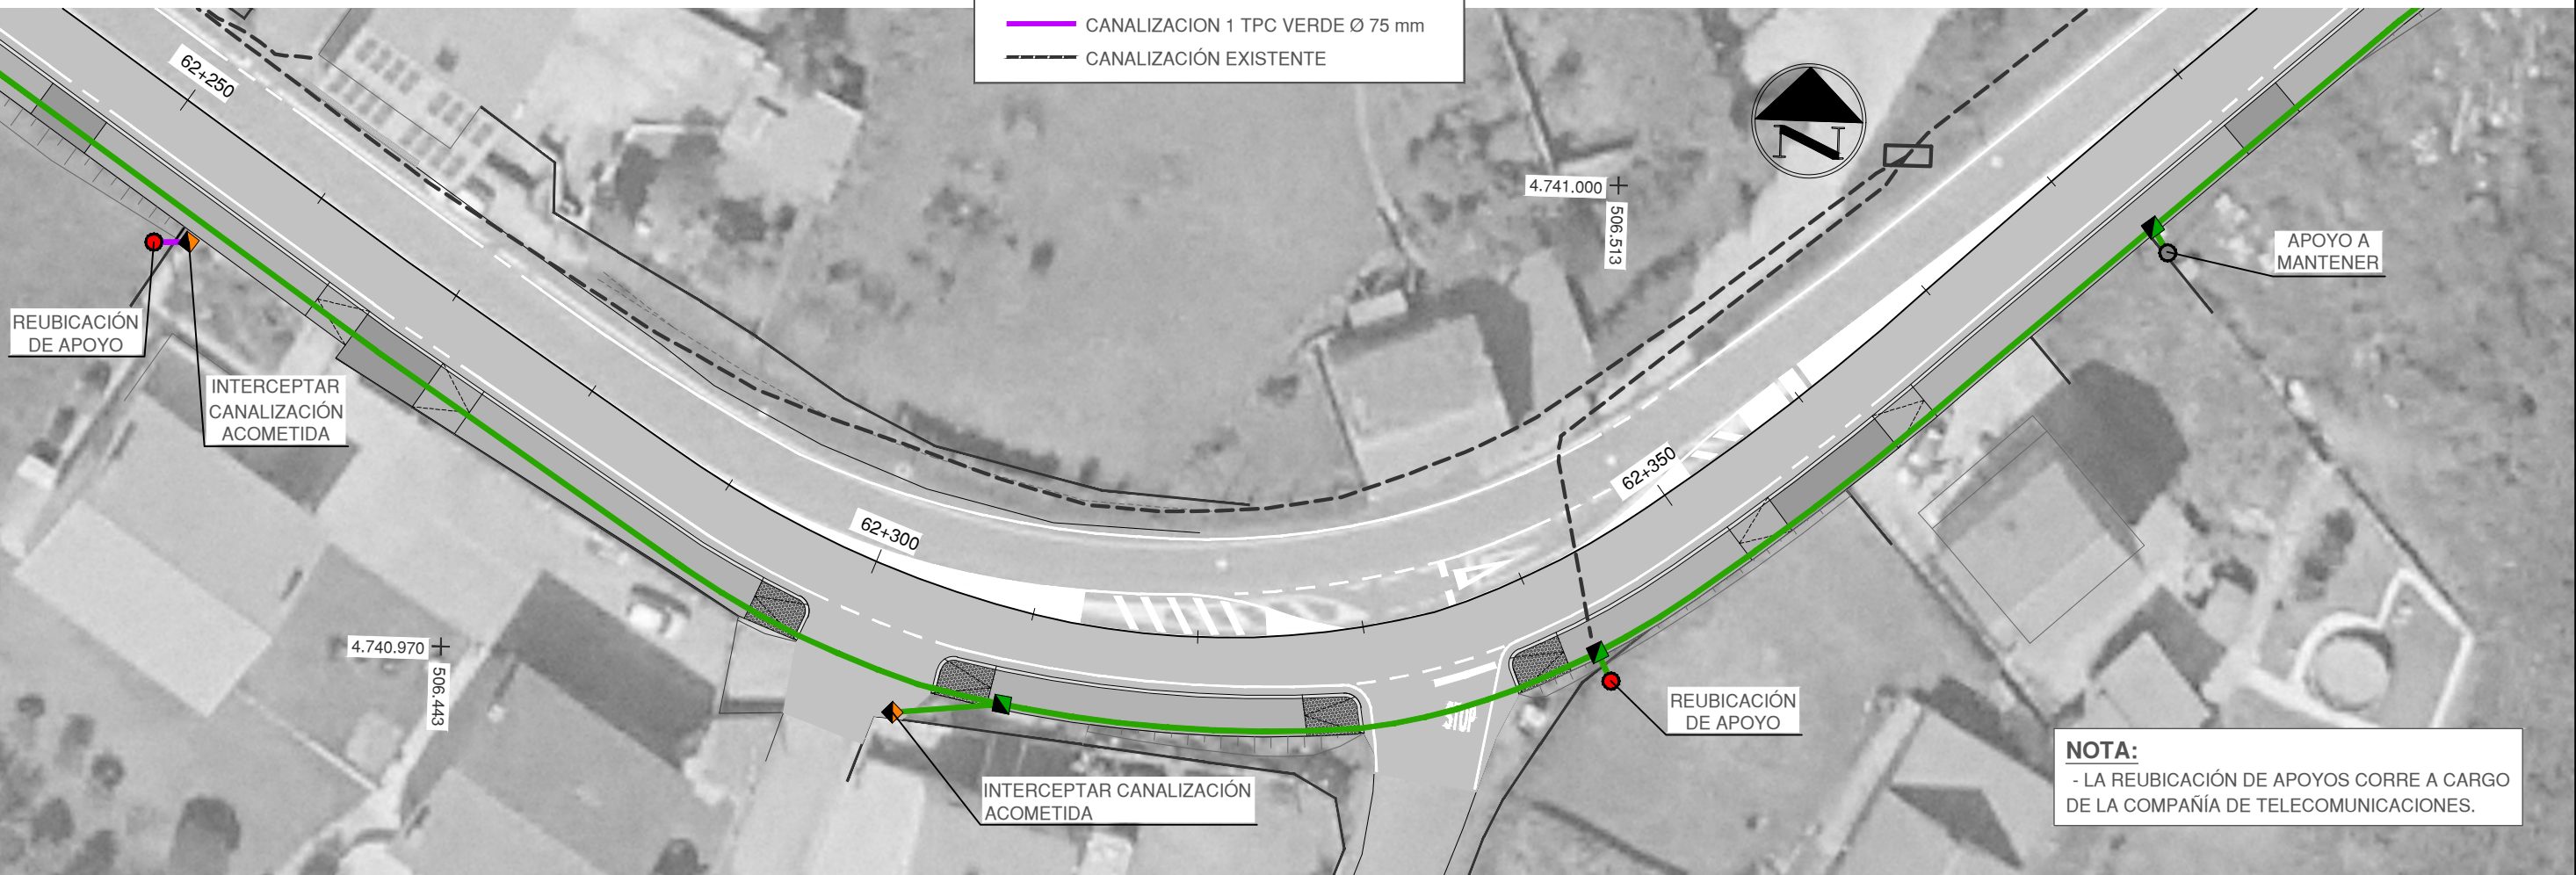 CANALIZACION 1 TPC VERDE Ø 75 mm
CANALIZACIÓN EXISTENTE
62+250
N
4.741.000
506.513
APOYO A
MANTENER
REUBICACIÓN
DE APOYO
INTERCEPTAR
CANALIZACIÓN
ACOMETIDA
62+350
62+300
4.740.970
506.443
STOP
REUBICACIÓN
DE APOYO
INTERCEPTAR CANALIZACIÓN
ACOMETIDA
NOTA:
- LA REUBICACIÓN DE APOYOS CORRE A CARGO
DE LA COMPAÑÍA DE TELECOMUNICACIONES.